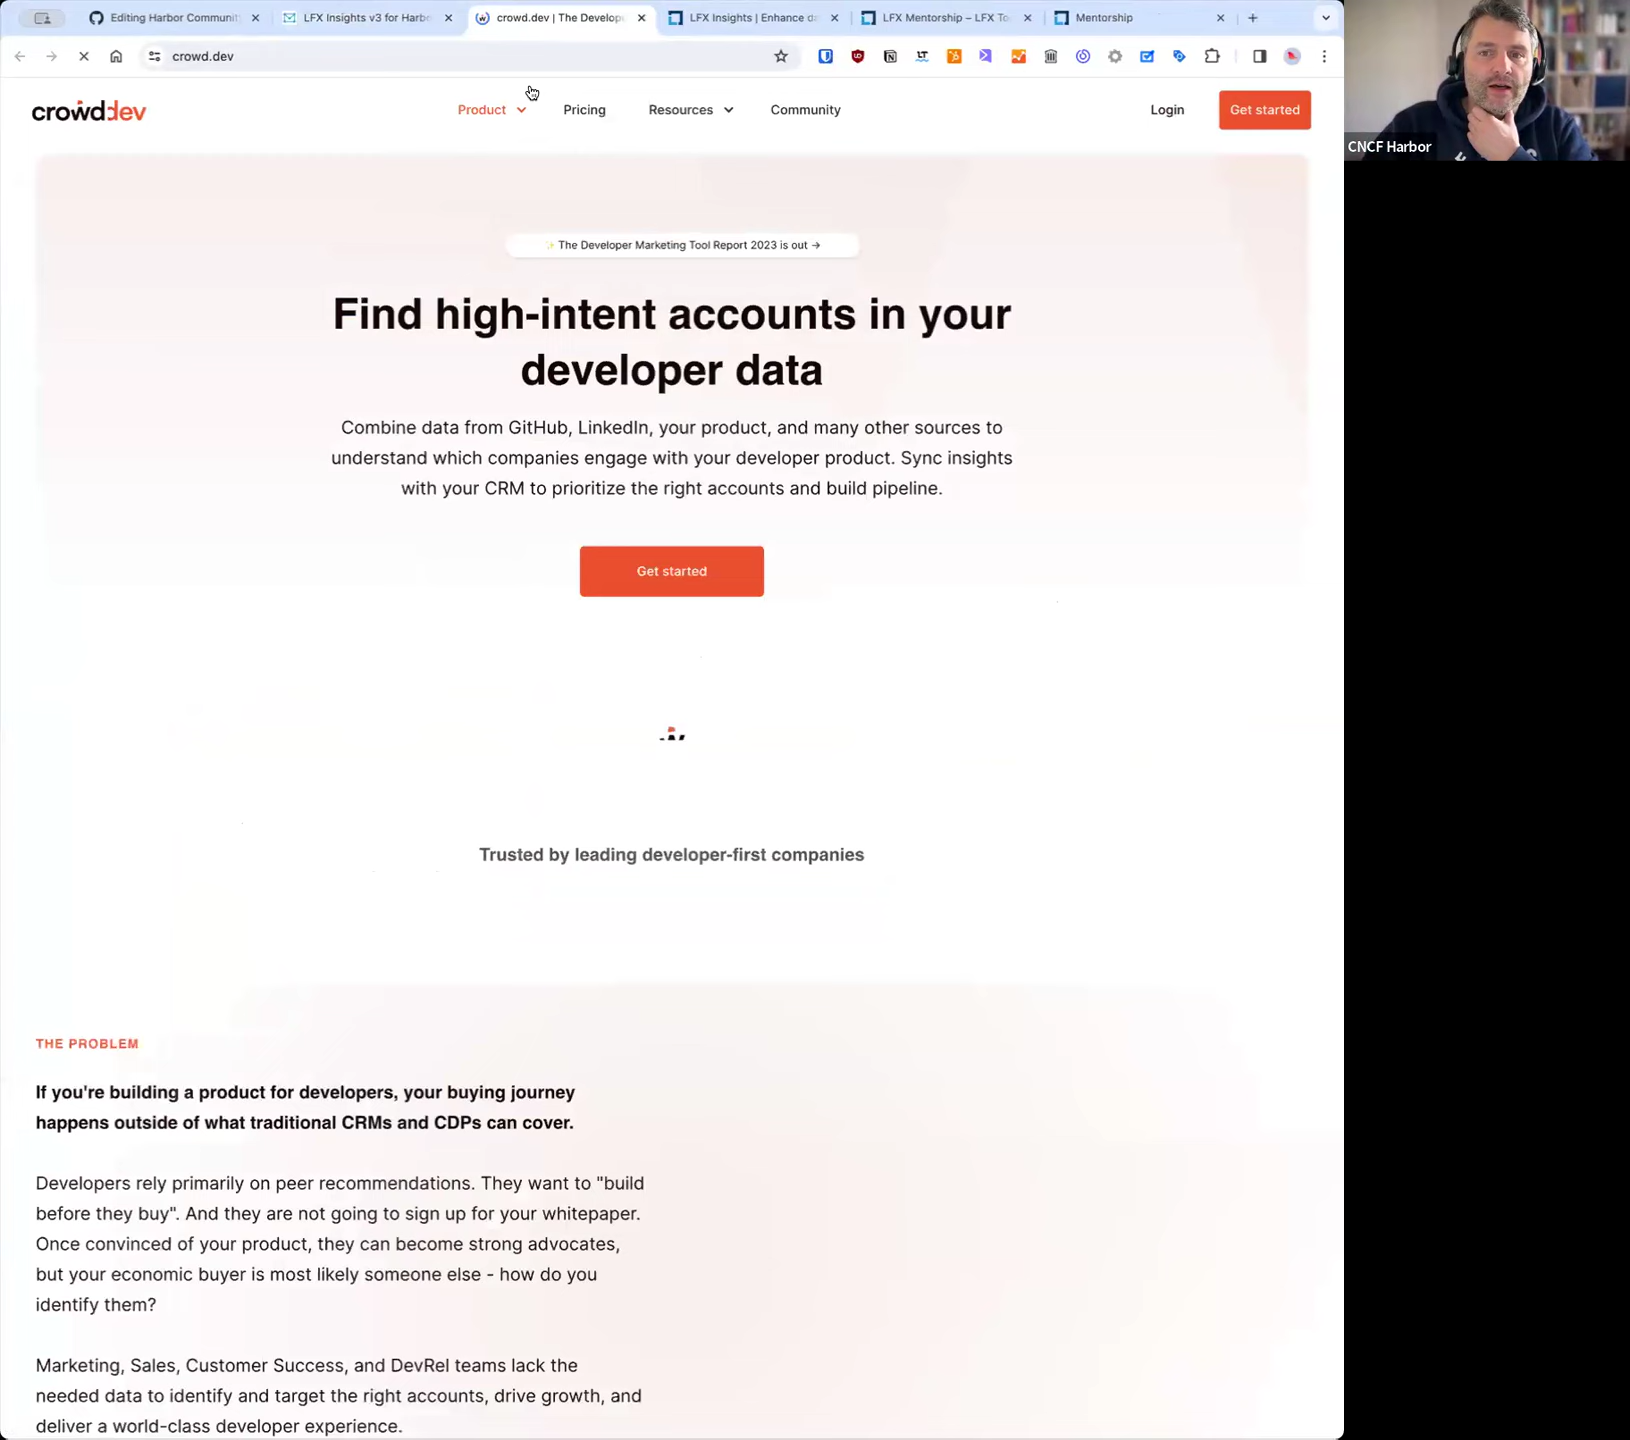 Editing Harbor Communit
LFX Insights v3 for Harbo
crowd.dev | The Develop
LFX Insights | Enhance da
LFX Mentorship – LFX To
Mentorship
crowd.dev
crowd.dev
Product
Pricing
Resources
Community
Login
Get started
CNCF Harbor
✨ The Developer Marketing Tool Report 2023 is out →
Find high-intent accounts in your
developer data
Combine data from GitHub, LinkedIn, your product, and many other sources to
understand which companies engage with your developer product. Sync insights
with your CRM to prioritize the right accounts and build pipeline.
Get started
Trusted by leading developer-first companies
THE PROBLEM
If you're building a product for developers, your buying journey
happens outside of what traditional CRMs and CDPs can cover.
Developers rely primarily on peer recommendations. They want to "build
before they buy". And they are not going to sign up for your whitepaper.
Once convinced of your product, they can become strong advocates,
but your economic buyer is most likely someone else - how do you
identify them?
Marketing, Sales, Customer Success, and DevRel teams lack the
needed data to identify and target the right accounts, drive growth, and
deliver a world-class developer experience.